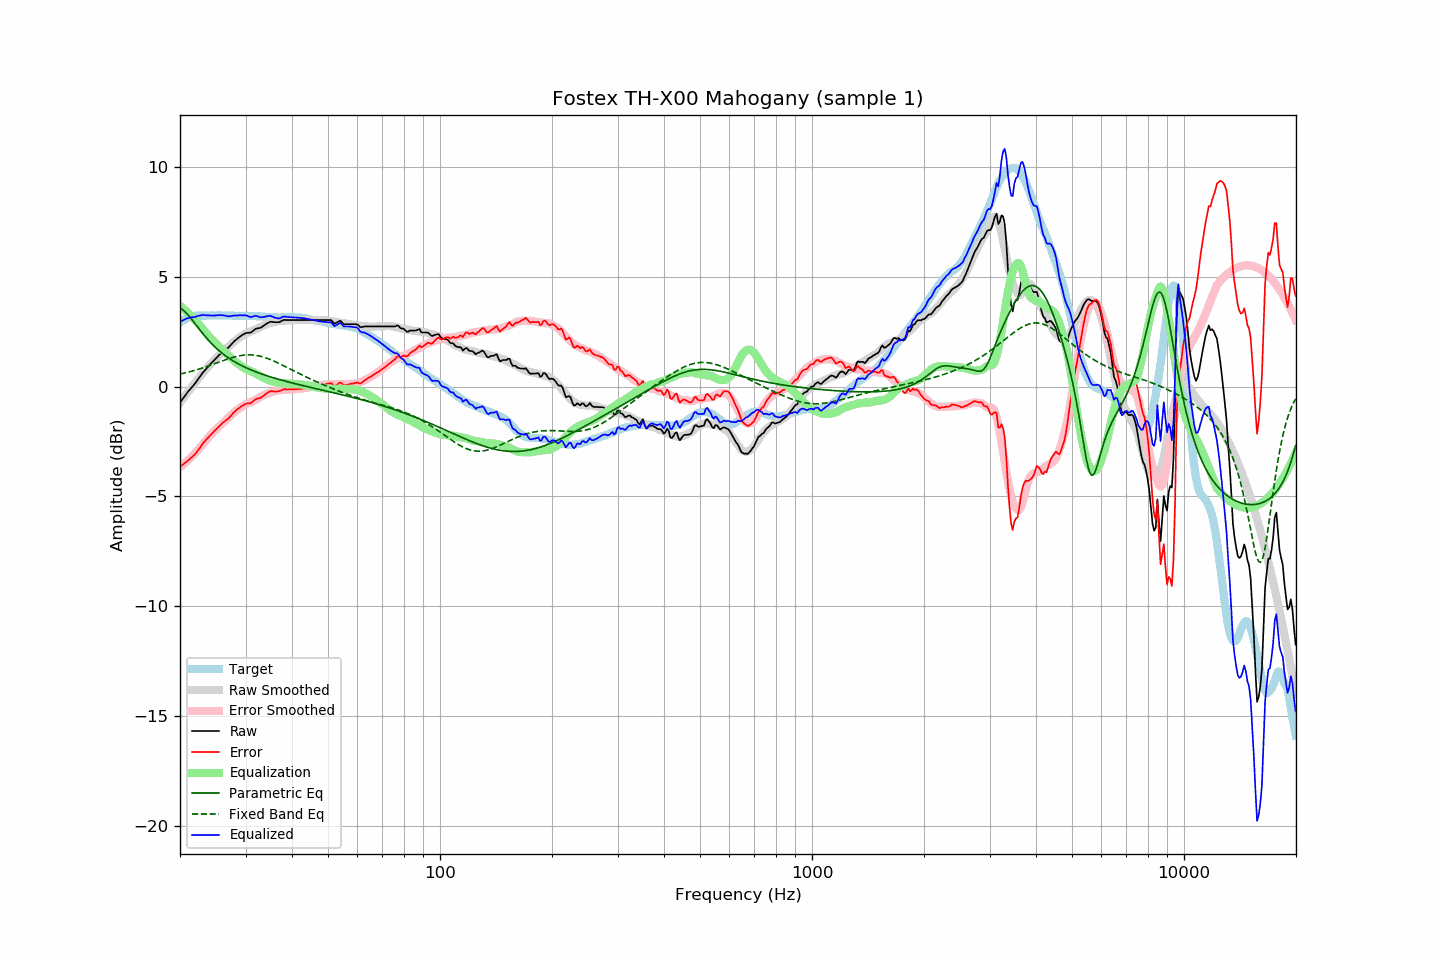 Fostex TH-X00 Mahogany (sample 1)
10
5
0
−5
−10
−15
−20
Amplitude (dBr)
Target
Raw Smoothed
Error Smoothed
Raw
Error
Equalization
Parametric Eq
Fixed Band Eq
Equalized
100 1000 10000
Frequency (Hz)